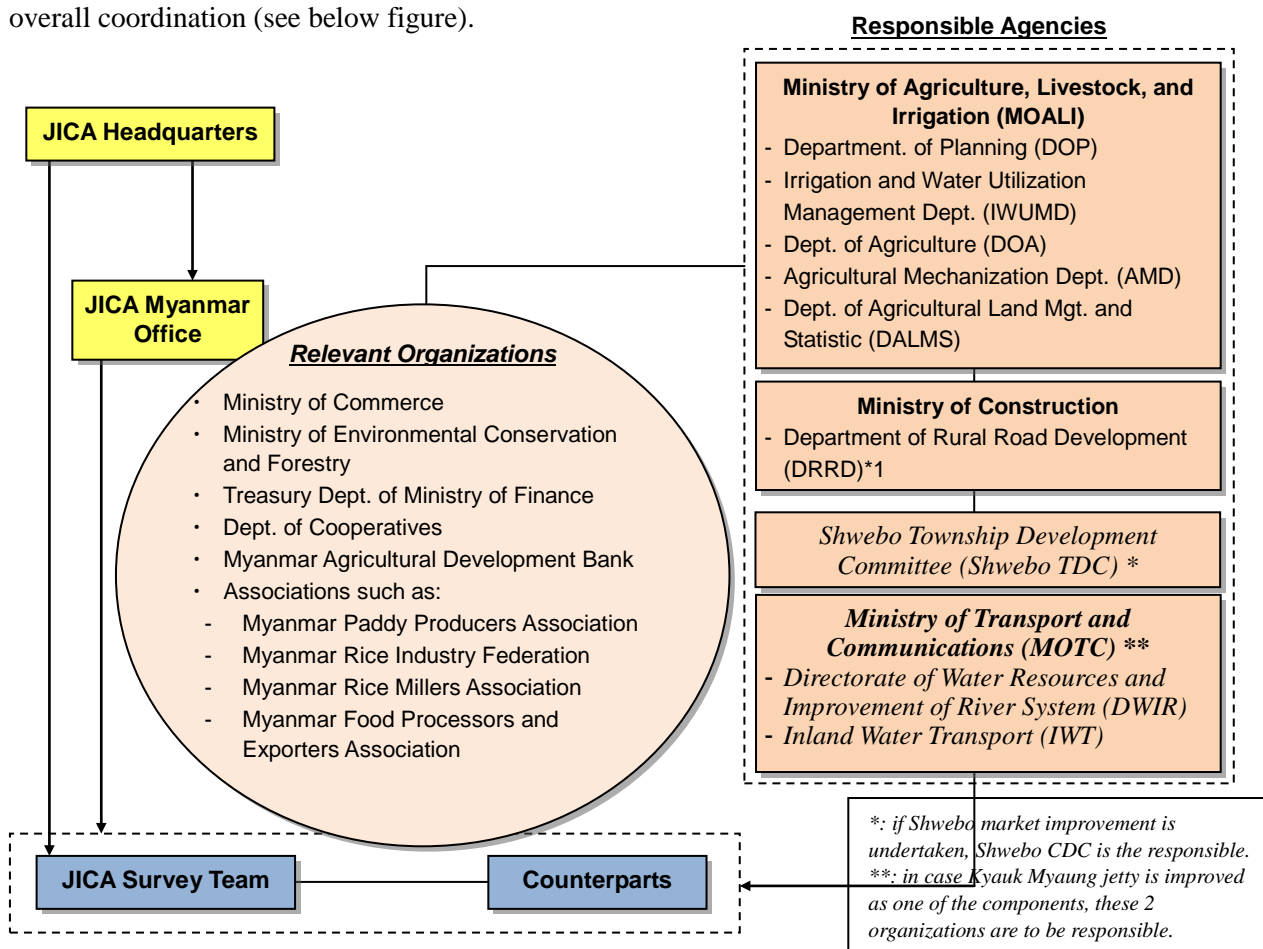 overall coordination (see below figure).
Responsible Agencies
JICA Headquarters
JICA Myanmar
Office
Relevant Organizations
・ Ministry of Commerce
・ Ministry of Environmental Conservation
and Forestry
・ Treasury Dept. of Ministry of Finance
・ Dept. of Cooperatives
・ Myanmar Agricultural Development Bank
・ Associations such as:
- Myanmar Paddy Producers Association
- Myanmar Rice Industry Federation
- Myanmar Rice Millers Association
- Myanmar Food Processors and
Exporters Association
Ministry of Agriculture, Livestock, and
Irrigation (MOALI)
- Department. of Planning (DOP)
- Irrigation and Water Utilization
Management Dept. (IWUMD)
- Dept. of Agriculture (DOA)
- Agricultural Mechanization Dept. (AMD)
- Dept. of Agricultural Land Mgt. and
Statistic (DALMS)
Ministry of Construction
- Department of Rural Road Development
(DRRD)*1
Shwebo Township Development
Committee (Shwebo TDC) *
Ministry of Transport and
Communications (MOTC) **
- Directorate of Water Resources and
Improvement of River System (DWIR)
- Inland Water Transport (IWT)
JICA Survey Team
Counterparts
*: if Shwebo market improvement is
undertaken, Shwebo CDC is the responsible.
**: in case Kyauk Myaung jetty is improved
as one of the components, these 2
organizations are to be responsible.